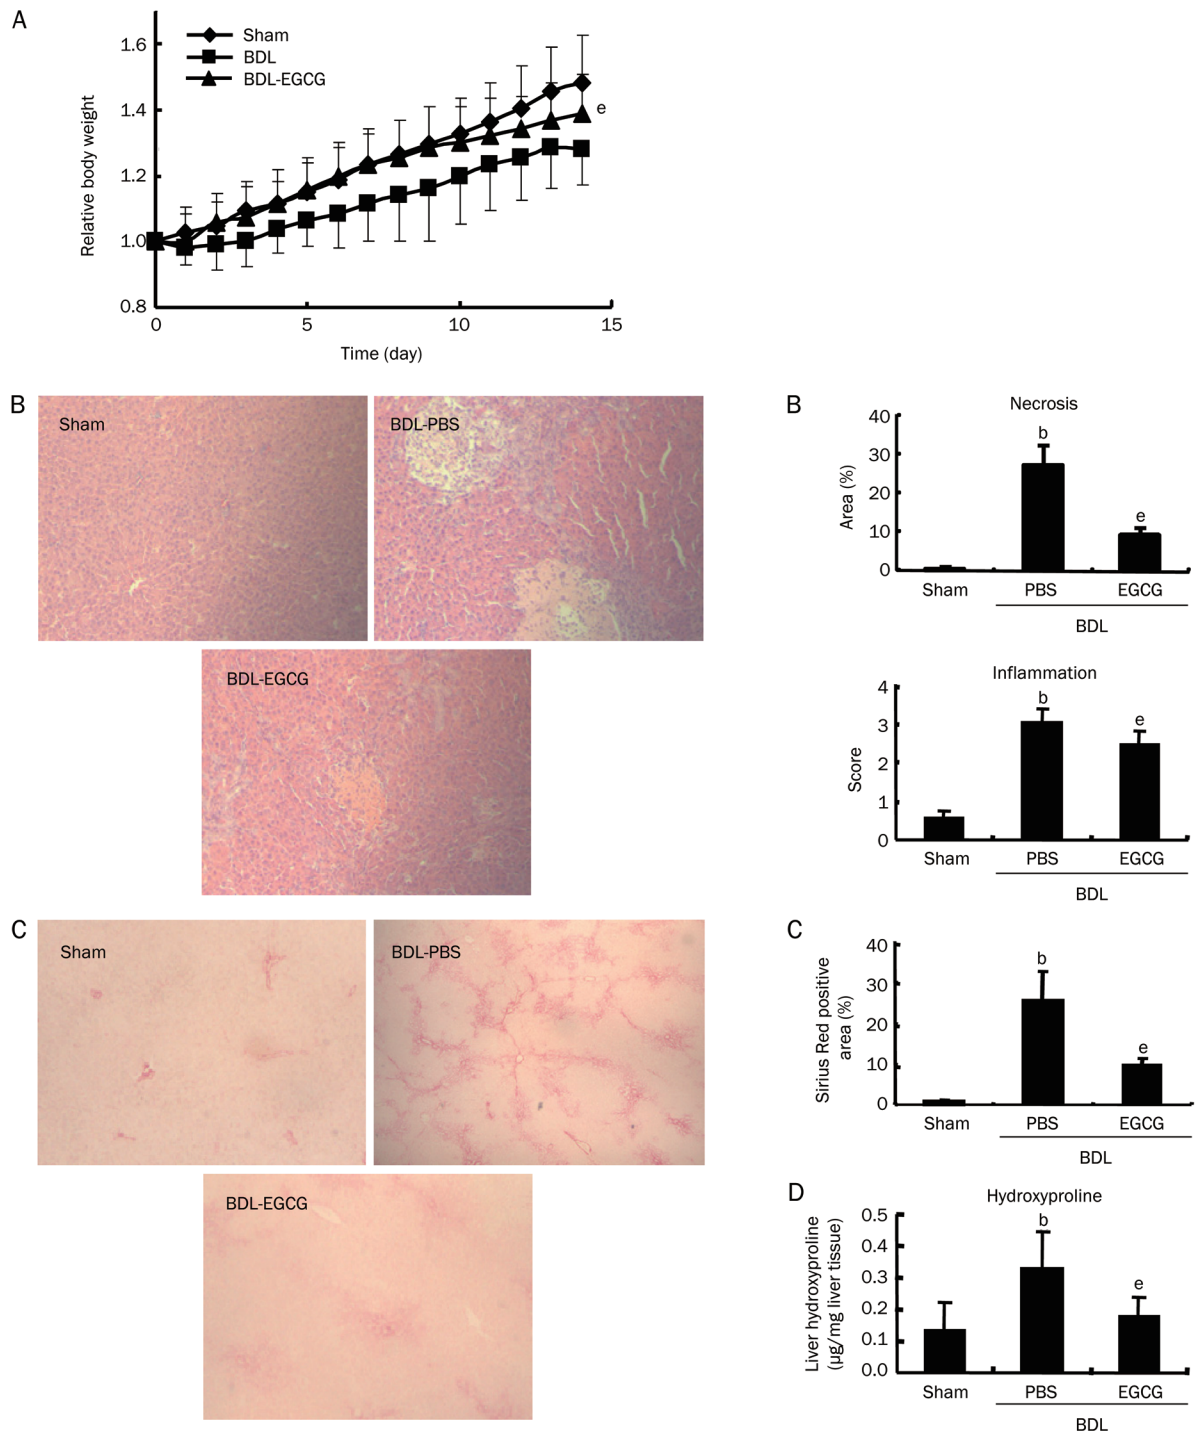 A
Sham
BDL
BDL-EGCG
Relative body weight
1.6
1.4
1.2
1.0
0.8
e
0
5
10
15
Time (day)
B
Sham
BDL-PBS
BDL-EGCG
B
Necrosis
Area (%)
40
30
20
10
0
b
e
Sham
PBS
EGCG
BDL
Inflammation
Score
4
3
2
1
0
b
e
Sham
PBS
EGCG
BDL
C
Sham
BDL-PBS
BDL-EGCG
C
Sirius Red positive
area (%)
40
30
20
10
0
b
e
Sham
PBS
EGCG
BDL
D
Hydroxyproline
Liver hydroxyproline
(μg/mg liver tissue)
0.5
0.4
0.3
0.2
0.1
0.0
b
e
Sham
PBS
EGCG
BDL